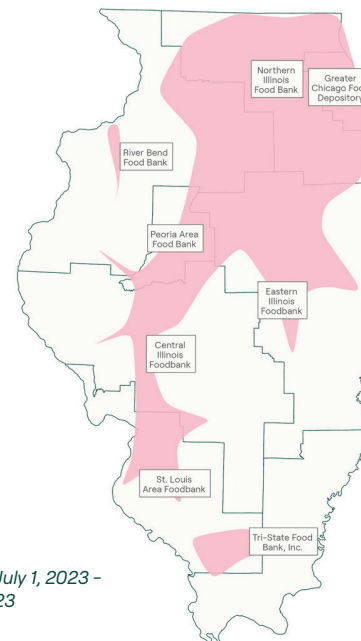 Northern
Illinois
Food Bank
Greater
Chicago Foo
Depository
River Bend
Food Bank
Peoria Area
Food Bank
Eastern
Illinois
Foodbank
Central
Illinois
Foodbank
St. Louis
Area Foodbank
Tri-State Food
Bank, Inc.
July 1, 2023 –
23